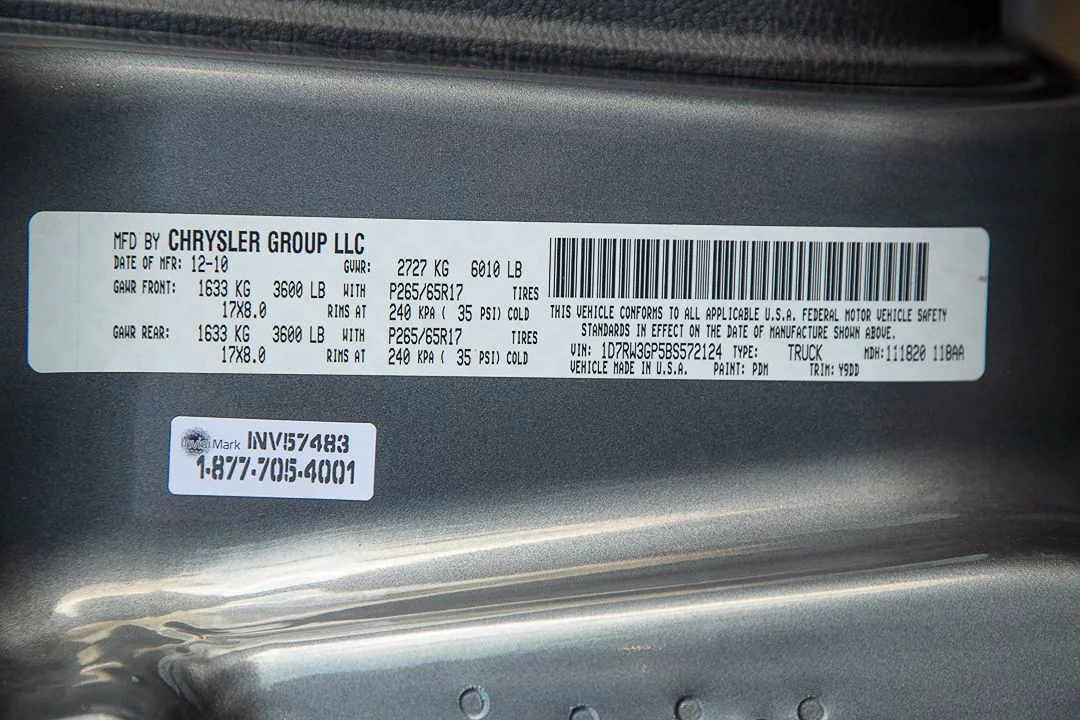 MFD BY CHRYSLER GROUP LLC
DATE OF MFR: 12-10 GVWR: 2727 KG 6010 LB
GAWR FRONT: 1633 KG 3600 LB WITH P265/65R17 TIRES
17X8.0 RIMS AT 240 KPA ( 35 PSI) COLD
GAWR REAR: 1633 KG 3600 LB WITH P265/65R17 TIRES
17X8.0 RIMS AT 240 KPA ( 35 PSI) COLD
THIS VEHICLE CONFORMS TO ALL APPLICABLE U.S.A. FEDERAL MOTOR VEHICLE SAFETY
STANDARDS IN EFFECT ON THE DATE OF MANUFACTURE SHOWN ABOVE.
VIN: 1D7RW3GP5BS572124 TYPE: TRUCK MDH:111820 118AA
VEHICLE MADE IN U.S.A. PAINT: PDM TRIM: Y9DD
Mark INV57483
1-877-705-4001